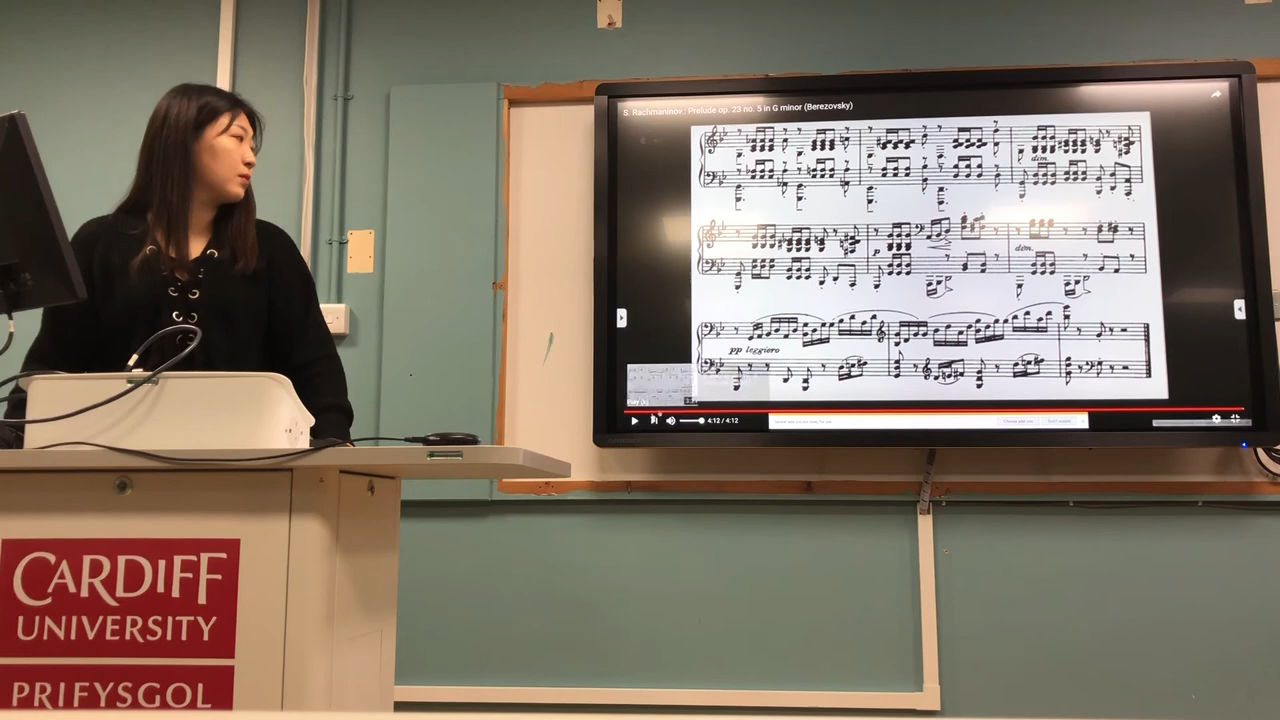 S. Rachmaninov : Prelude op. 23 no. 5 in G minor (Berezovsky)
dim.
p
dim.
pp leggiero
Play (k)
4:12 / 4:12
CARDIFF
UNIVERSITY
PRIFYSGOL